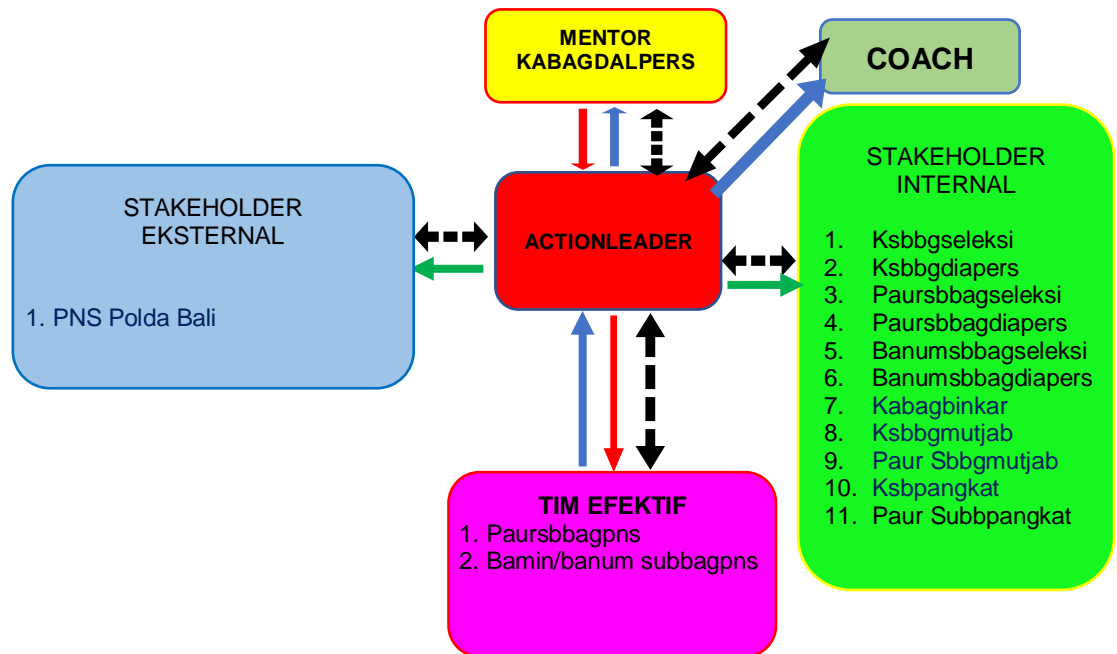 MENTOR
KABAGDALPERS
COACH
STAKEHOLDER
EKSTERNAL
1. PNS Polda Bali
ACTIONLEADER
STAKEHOLDER
INTERNAL
1. Ksbbgseleksi
2. Ksbbgdiapers
3. Paursbbagseleksi
4. Paursbbagdiapers
5. Banumsbbagseleksi
6. Banumsbbagdiapers
7. Kabagbinkar
8. Ksbbgmutjab
9. Paur Sbbgmutjab
10. Ksbpangkat
11. Paur Subbpangkat
TIM EFEKTIF
1. Paursbbagpns
2. Bamin/banum subbagpns